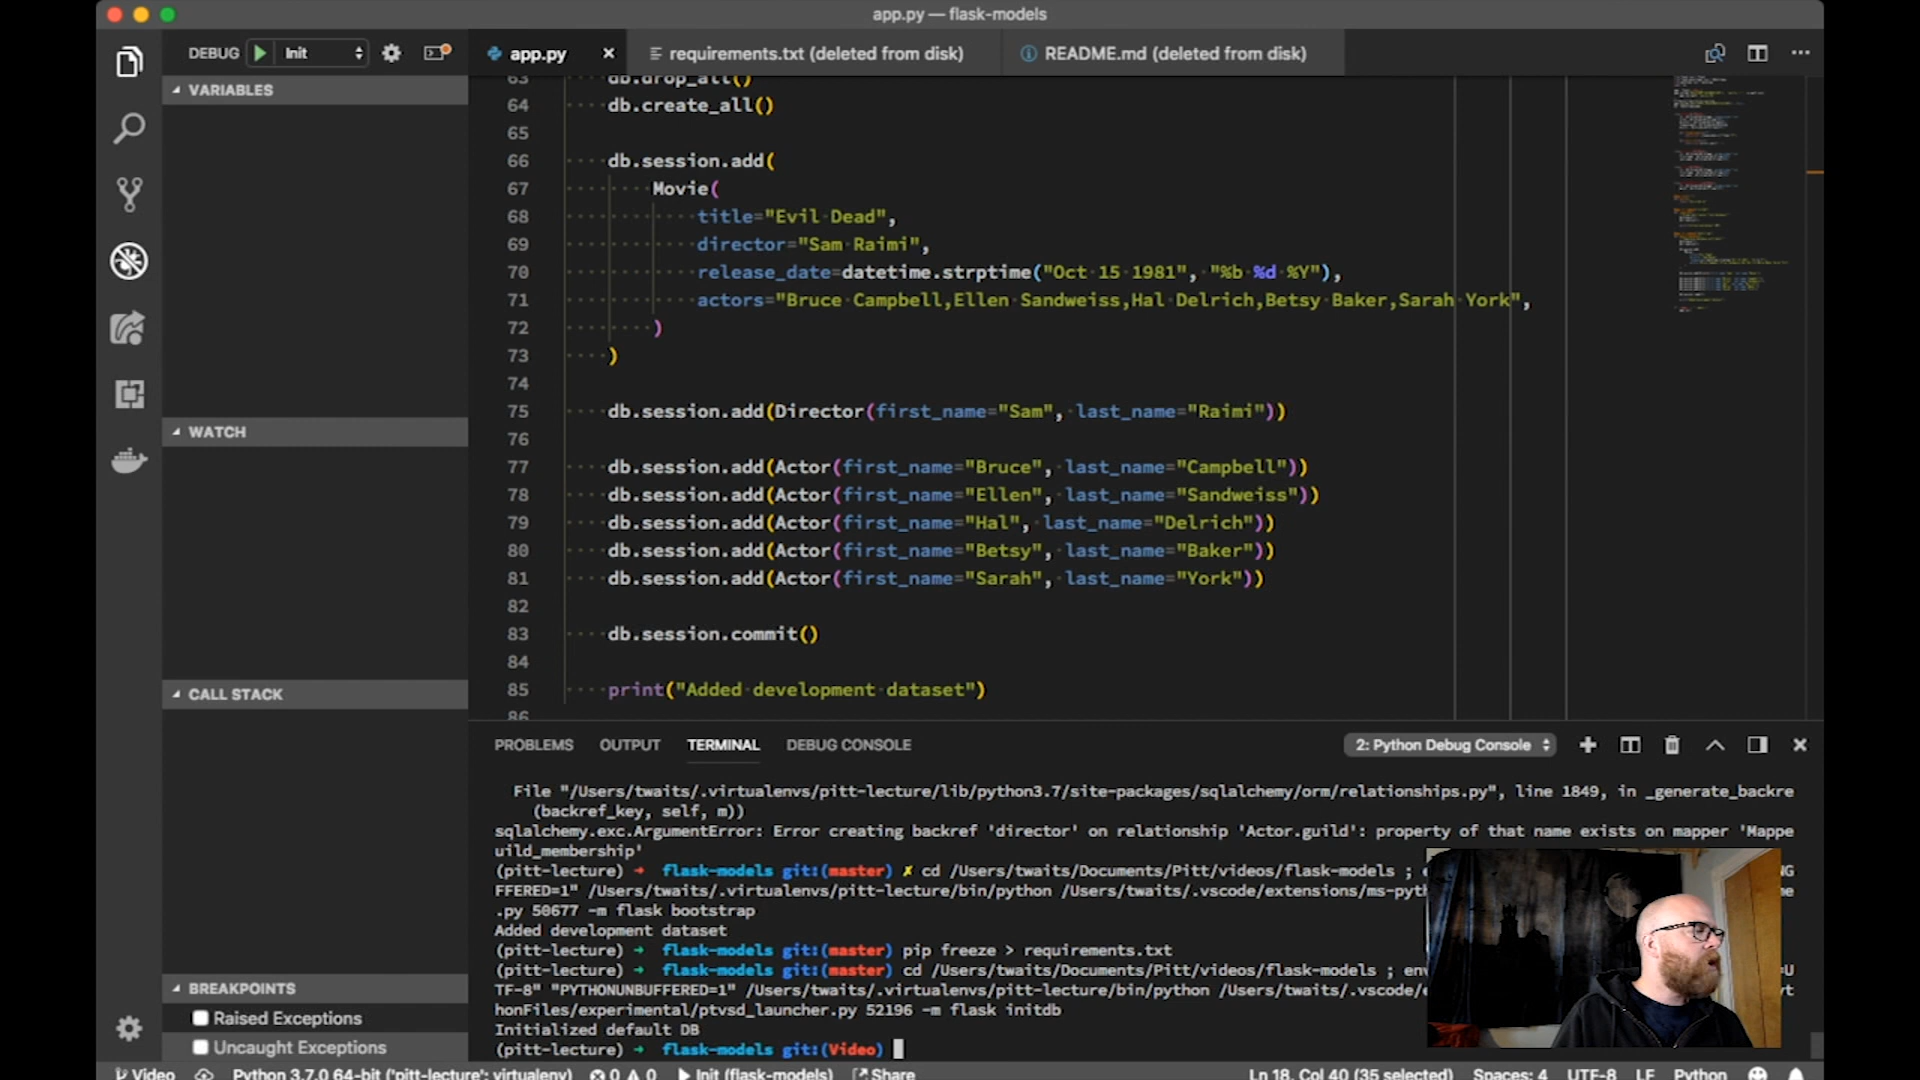 app.py — flask-models
DEBUG Init
app.py
requirements.txt (deleted from disk)
README.md (deleted from disk)
VARIABLES
WATCH
CALL STACK
BREAKPOINTS
Raised Exceptions
Uncaught Exceptions
63 db.drop_all()
64 db.create_all()
65
66 db.session.add(
67 Movie(
68 title="Evil Dead",
69 director="Sam Raimi",
70 release_date=datetime.strptime("Oct 15 1981", "%b %d %Y"),
71 actors="Bruce Campbell,Ellen Sandweiss,Hal Delrich,Betsy Baker,Sarah York",
72 )
73 )
74
75 db.session.add(Director(first_name="Sam", last_name="Raimi"))
76
77 db.session.add(Actor(first_name="Bruce", last_name="Campbell"))
78 db.session.add(Actor(first_name="Ellen", last_name="Sandweiss"))
79 db.session.add(Actor(first_name="Hal", last_name="Delrich"))
80 db.session.add(Actor(first_name="Betsy", last_name="Baker"))
81 db.session.add(Actor(first_name="Sarah", last_name="York"))
82
83 db.session.commit()
84
85 print("Added development dataset")
86
PROBLEMS OUTPUT TERMINAL DEBUG CONSOLE 2: Python Debug Console
File "/Users/twaits/.virtualenvs/pitt-lecture/lib/python3.7/site-packages/sqlalchemy/orm/relationships.py", line 1849, in _generate_backre
(backref_key, self, m))
sqlalchemy.exc.ArgumentError: Error creating backref 'director' on relationship 'Actor.guild': property of that name exists on mapper 'Mappe
uild_membership'
(pitt-lecture) ➜ flask-models git:(master) ✗ cd /Users/twaits/Documents/Pitt/videos/flask-models ; e NG
FFERED=1" /Users/twaits/.virtualenvs/pitt-lecture/bin/python /Users/twaits/.vscode/extensions/ms-pyt me
.py 50677 -m flask bootstrap
Added development dataset
(pitt-lecture) ➜ flask-models git:(master) pip freeze > requirements.txt
(pitt-lecture) ➜ flask-models git:(master) cd /Users/twaits/Documents/Pitt/videos/flask-models ; env =U
TF-8" "PYTHONUNBUFFERED=1" /Users/twaits/.virtualenvs/pitt-lecture/bin/python /Users/twaits/.vscode/e yt
honFiles/experimental/ptvsd_launcher.py 52196 -m flask initdb
Initialized default DB
(pitt-lecture) ➜ flask-models git:(Video)
Video Python 3.7.0 64-bit ('pitt-lecture': virtualenv) 0 0 Init (flask-models) Share Ln 18, Col 40 (35 selected) Spaces: 4 UTF-8 LF Python